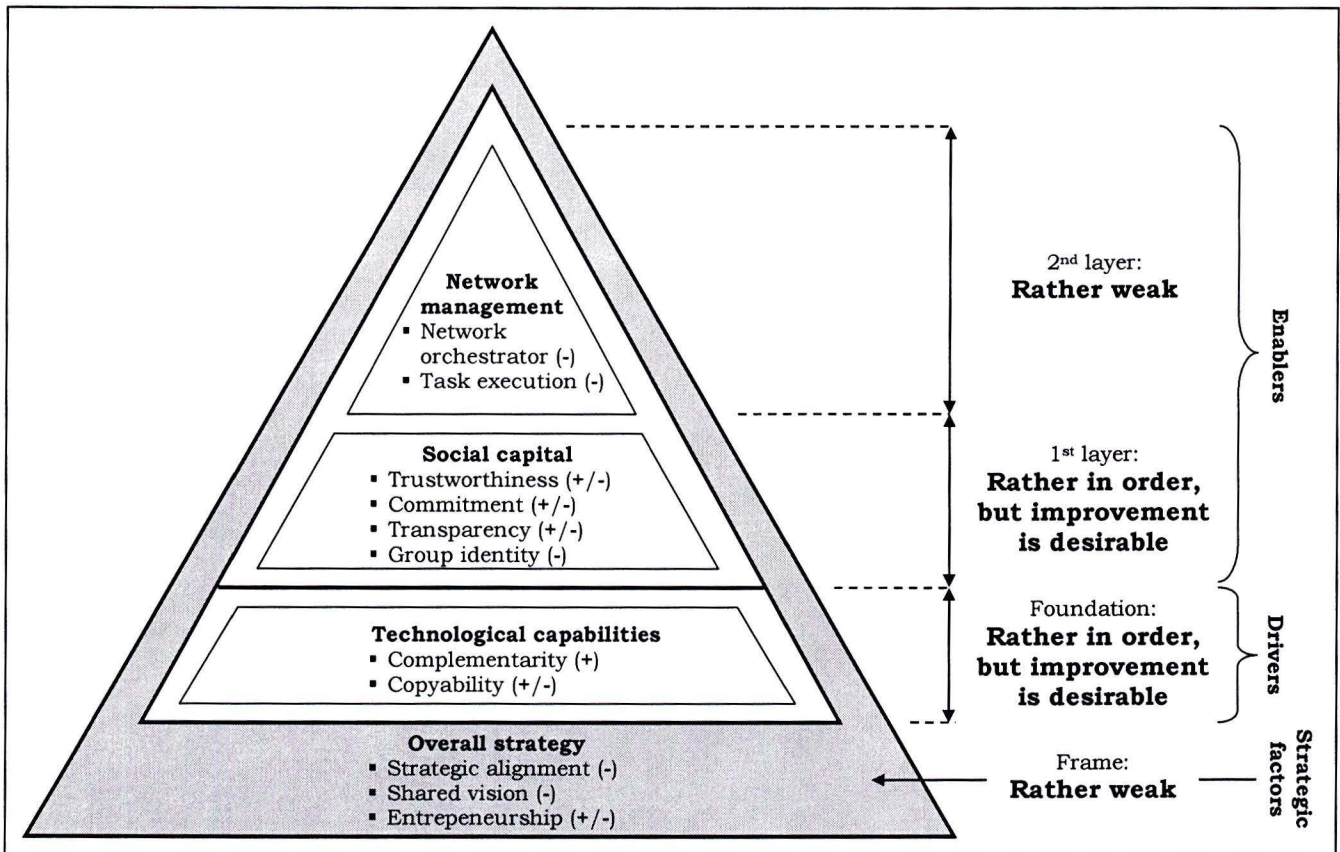 Network
management
▪ Network
orchestrator (-)
▪ Task execution (-)
2nd layer:
Rather weak
Enablers
Social capital
▪ Trustworthiness (+/-)
▪ Commitment (+/-)
▪ Transparency (+/-)
▪ Group identity (-)
1st layer:
Rather in order,
but improvement
is desirable
Technological capabilities
▪ Complementarity (+)
▪ Copyability (+/-)
Foundation:
Rather in order,
but improvement
is desirable
Drivers
Overall strategy
▪ Strategic alignment (-)
▪ Shared vision (-)
▪ Entrepeneurship (+/-)
Frame:
Rather weak
Strategic
factors